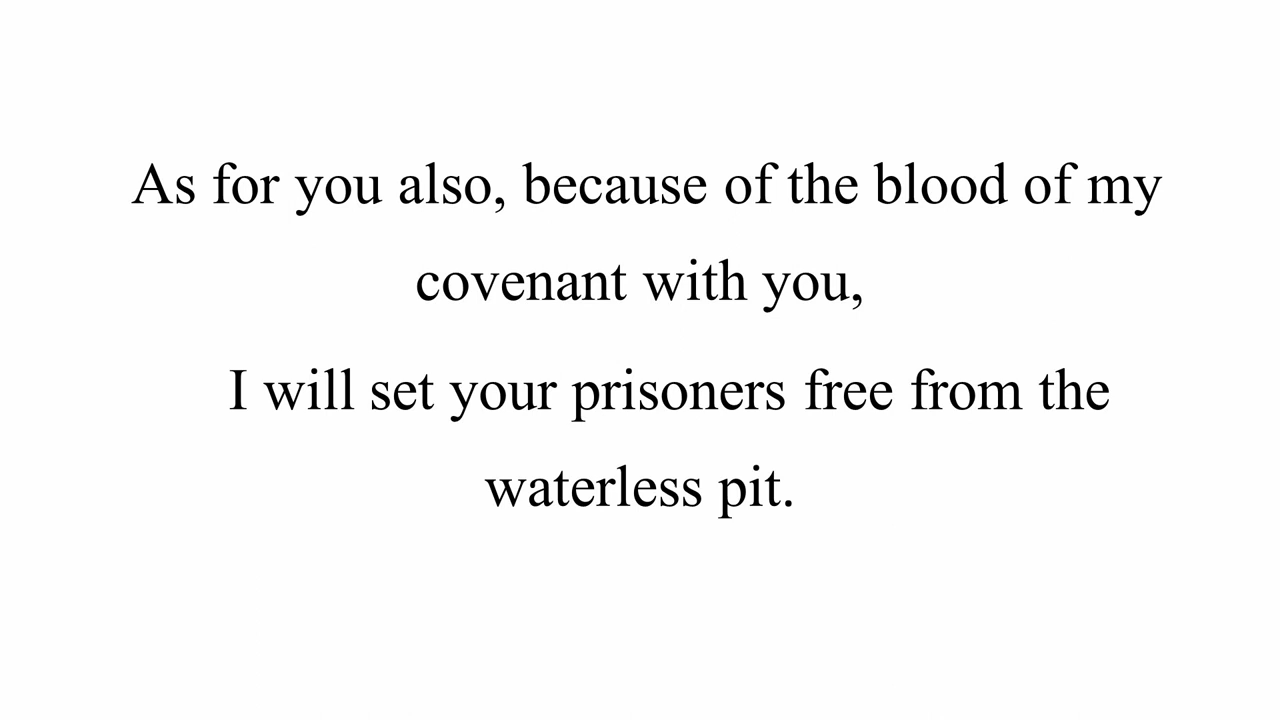 As for you also, because of the blood of my
covenant with you,
I will set your prisoners free from the
waterless pit.